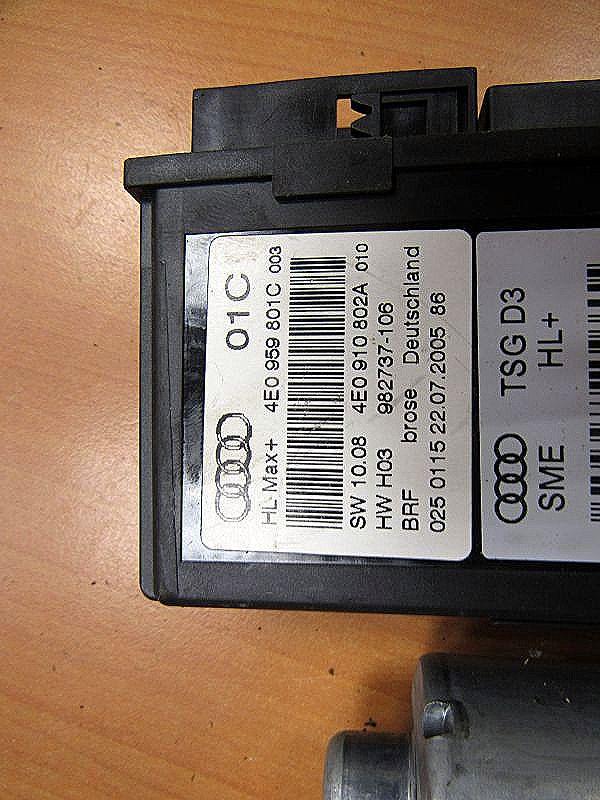 01C
HL Max+ 4E0 959 801C 003
SW 10.08 4E0 910 802A 010
HW H03 982737-106
BRF brose Deutschland
025 0115 22.07.2005 86
TSG D3
SME HL+